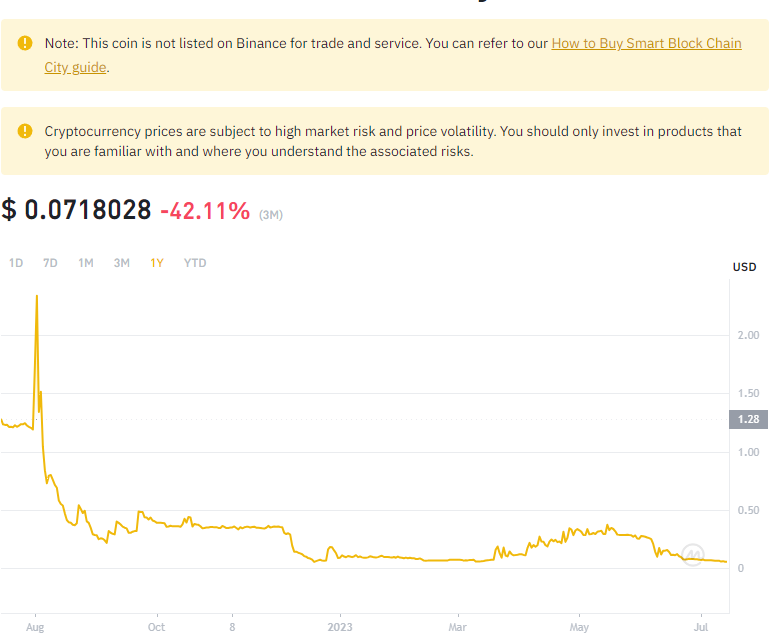 Note: This coin is not listed on Binance for trade and service. You can refer to our How to Buy Smart Block Chain
City guide.
Cryptocurrency prices are subject to high market risk and price volatility. You should only invest in products that
you are familiar with and where you understand the associated risks.
$ 0.0718028 -42.11% (3M)
1D 7D 1M 3M 1Y YTD
USD
2.00
1.50
1.28
1.00
0.50
0
Aug Oct 8 2023 Mar May Jul